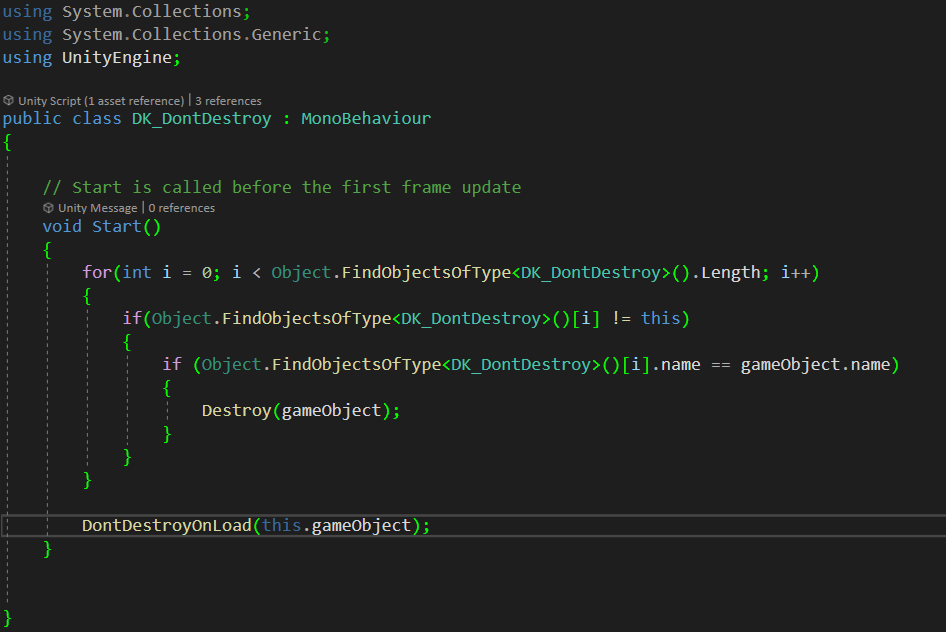 using System.Collections;
using System.Collections.Generic;
using UnityEngine;
Unity Script (1 asset reference) | 3 references
public class DK_DontDestroy : MonoBehaviour
{
// Start is called before the first frame update
Unity Message | 0 references
void Start()
{
for(int i = 0; i < Object.FindObjectsOfType<DK_DontDestroy>().Length; i++)
{
if(Object.FindObjectsOfType<DK_DontDestroy>()[i] != this)
{
if (Object.FindObjectsOfType<DK_DontDestroy>()[i].name == gameObject.name)
{
Destroy(gameObject);
}
}
}
DontDestroyOnLoad(this.gameObject);
}
}